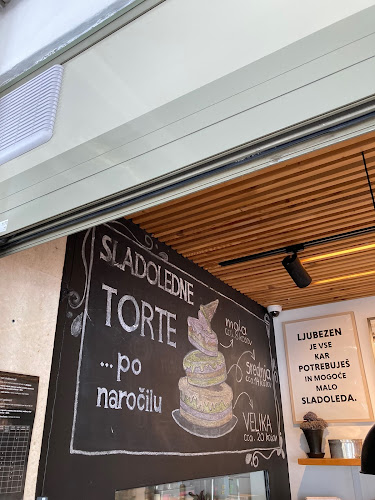 SLADOLEDNE
TORTE
...po
naročilu
mala
srednja
VELIKA
cca. 20 kosov
LJUBEZEN
JE VSE
KAR
POTREBUJEŠ
IN MOGOČE
MALO
SLADOLEDA.